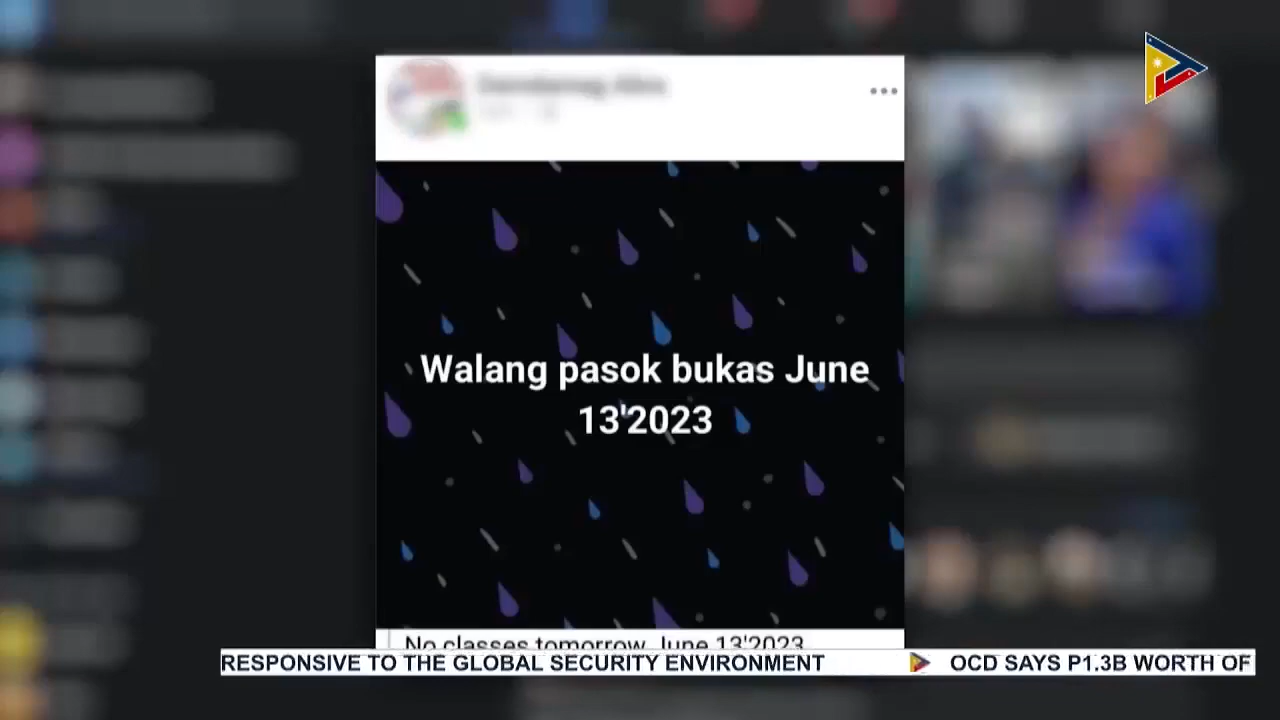 Walang pasok bukas June
13'2023
No classes tomorrow, June 13'2023
RESPONSIVE TO THE GLOBAL SECURITY ENVIRONMENT
OCD SAYS P1.3B WORTH OF